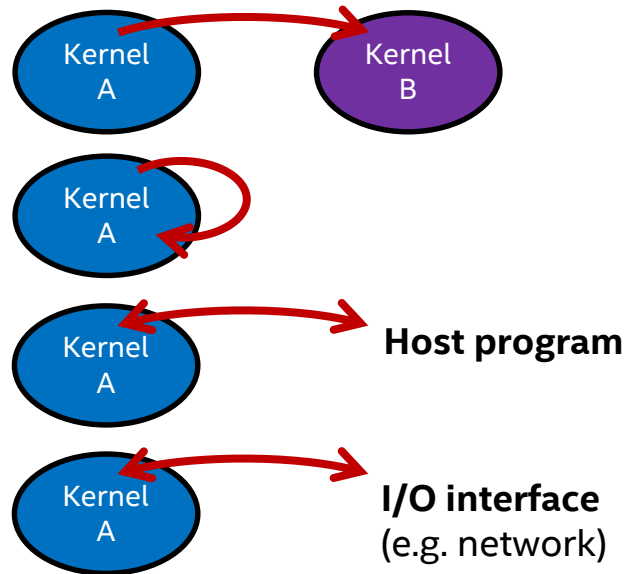 Kernel
A
Kernel
B
Kernel
A
Kernel
A
Host program
Kernel
A
I/O interface
(e.g. network)